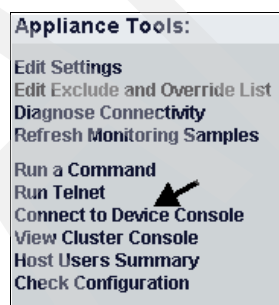 Appliance Tools:
Edit Settings
Edit Exclude and Override List
Diagnose Connectivity
Refresh Monitoring Samples
Run a Command
Run Telnet
Connect to Device Console
View Cluster Console
Host Users Summary
Check Configuration